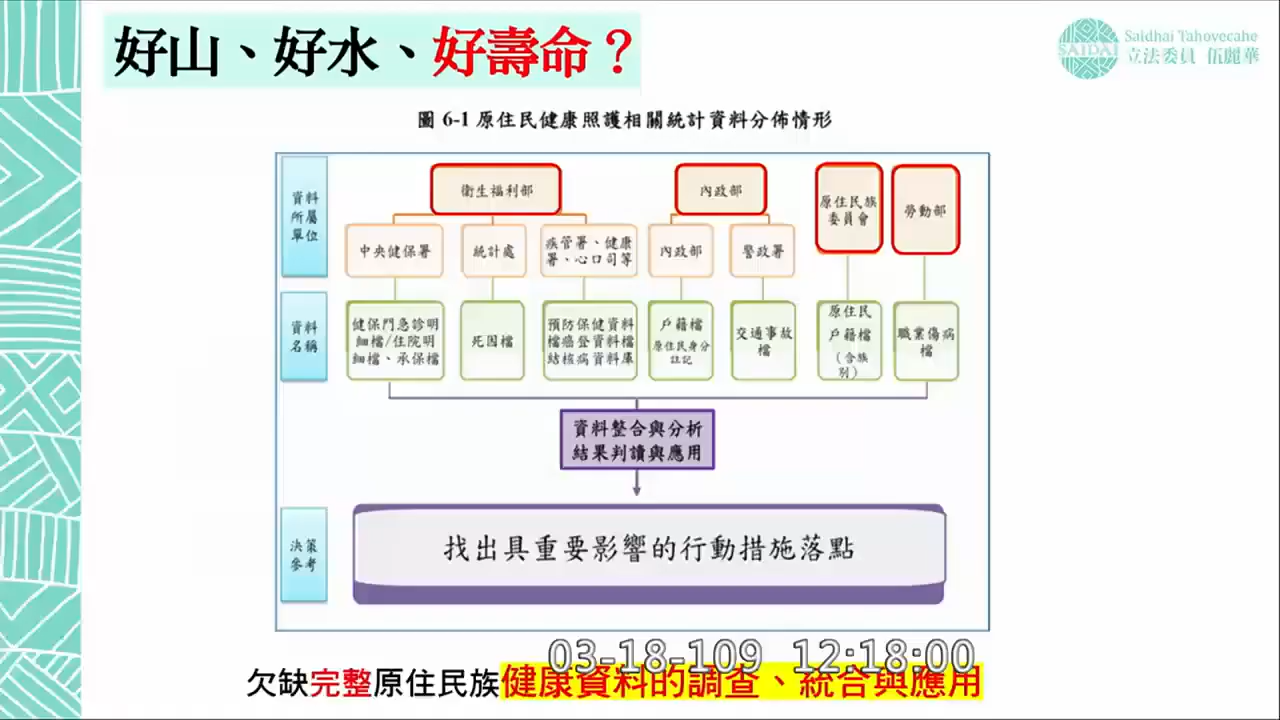 好山、好水、好壽命？
SAIDAI
Saidhai Tahovecahe
立法委員 伍麗華
圖 6-1 原住民健康照護相關統計資料分佈情形
資料
所屬
單位
衛生福利部
內政部
原住民族
委員會
勞動部
中央健保署
統計處
疾管署、健康
署、心口司等
內政部
警政署
資料
名稱
健保門急診明
細檔/住院明
細檔、承保檔
死因檔
預防保健資料
檔癌登資料檔
結核病資料庫
戶籍檔
原住民身分
註記
交通事故
檔
原住民
戶籍檔
（含族
別）
職業傷病
檔
資料整合與分析
結果判讀與應用
決策
參考
找出具重要影響的行動措施落點
03-18-109 12:18:00
欠缺完整原住民族健康資料的調查、統合與應用